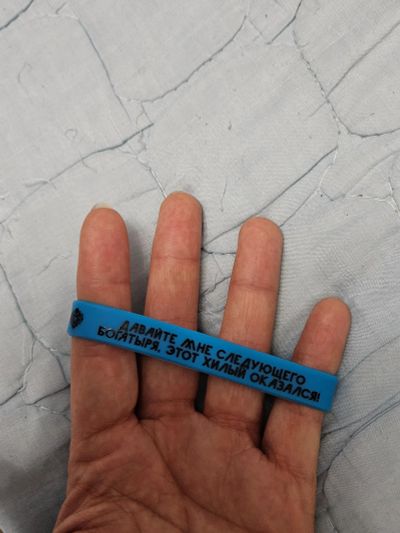 ДАВАЙТЕ МНЕ СЛЕДУЮЩЕГО
БОГАТЫРЯ, ЭТОТ ХИЛЫЙ ОКАЗАЛСЯ!